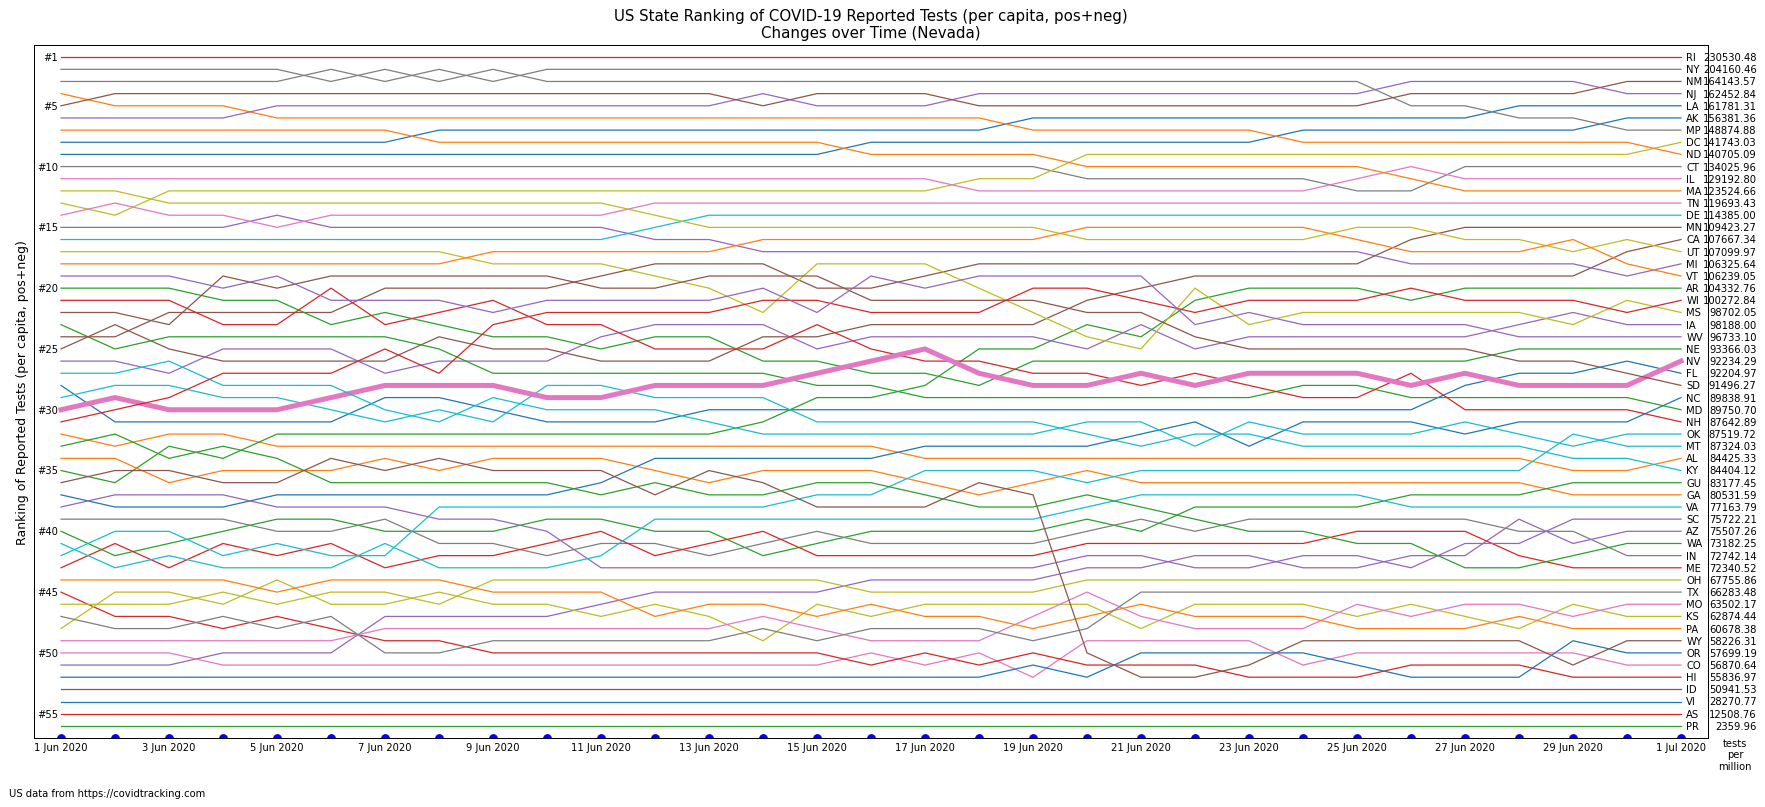 US State Ranking of COVID-19 Reported Tests (per capita, pos+neg)
Changes over Time (Nevada)
Ranking of Reported Tests (per capita, pos+neg)
#1
#5
#10
#15
#20
#25
#30
#35
#40
#45
#50
#55
RI 230530.48
NY 204160.46
NM 164143.57
NJ 162452.84
LA 161781.31
AK 156381.36
MP 148874.88
DC 141743.03
ND 140705.09
CT 134025.96
IL 129192.80
MA 123524.66
TN 119693.43
DE 114385.00
MN 109423.27
CA 107667.34
UT 107099.97
MI 106325.64
VT 106239.05
AR 104332.76
WI 100272.84
MS 98702.05
IA 98188.00
WV 96733.10
NE 93366.03
NV 92234.29
FL 92204.97
SD 91496.27
NC 89838.91
MD 89750.70
NH 87642.89
OK 87519.72
MT 87324.03
AL 84425.33
KY 84404.12
GU 83177.45
GA 80531.59
VA 77163.79
SC 75722.21
AZ 75507.26
WA 73182.25
IN 72742.14
ME 72340.52
OH 67755.86
TX 66283.48
MO 63502.17
KS 62874.44
PA 60678.38
WY 58226.31
OR 57699.19
CO 56870.64
HI 55836.97
ID 50941.53
VI 28270.77
AS 12508.76
PR 2359.96
1 Jun 2020 3 Jun 2020 5 Jun 2020 7 Jun 2020 9 Jun 2020 11 Jun 2020 13 Jun 2020 15 Jun 2020 17 Jun 2020 19 Jun 2020 21 Jun 2020 23 Jun 2020 25 Jun 2020 27 Jun 2020 29 Jun 2020 1 Jul 2020
tests
per
million
US data from https://covidtracking.com